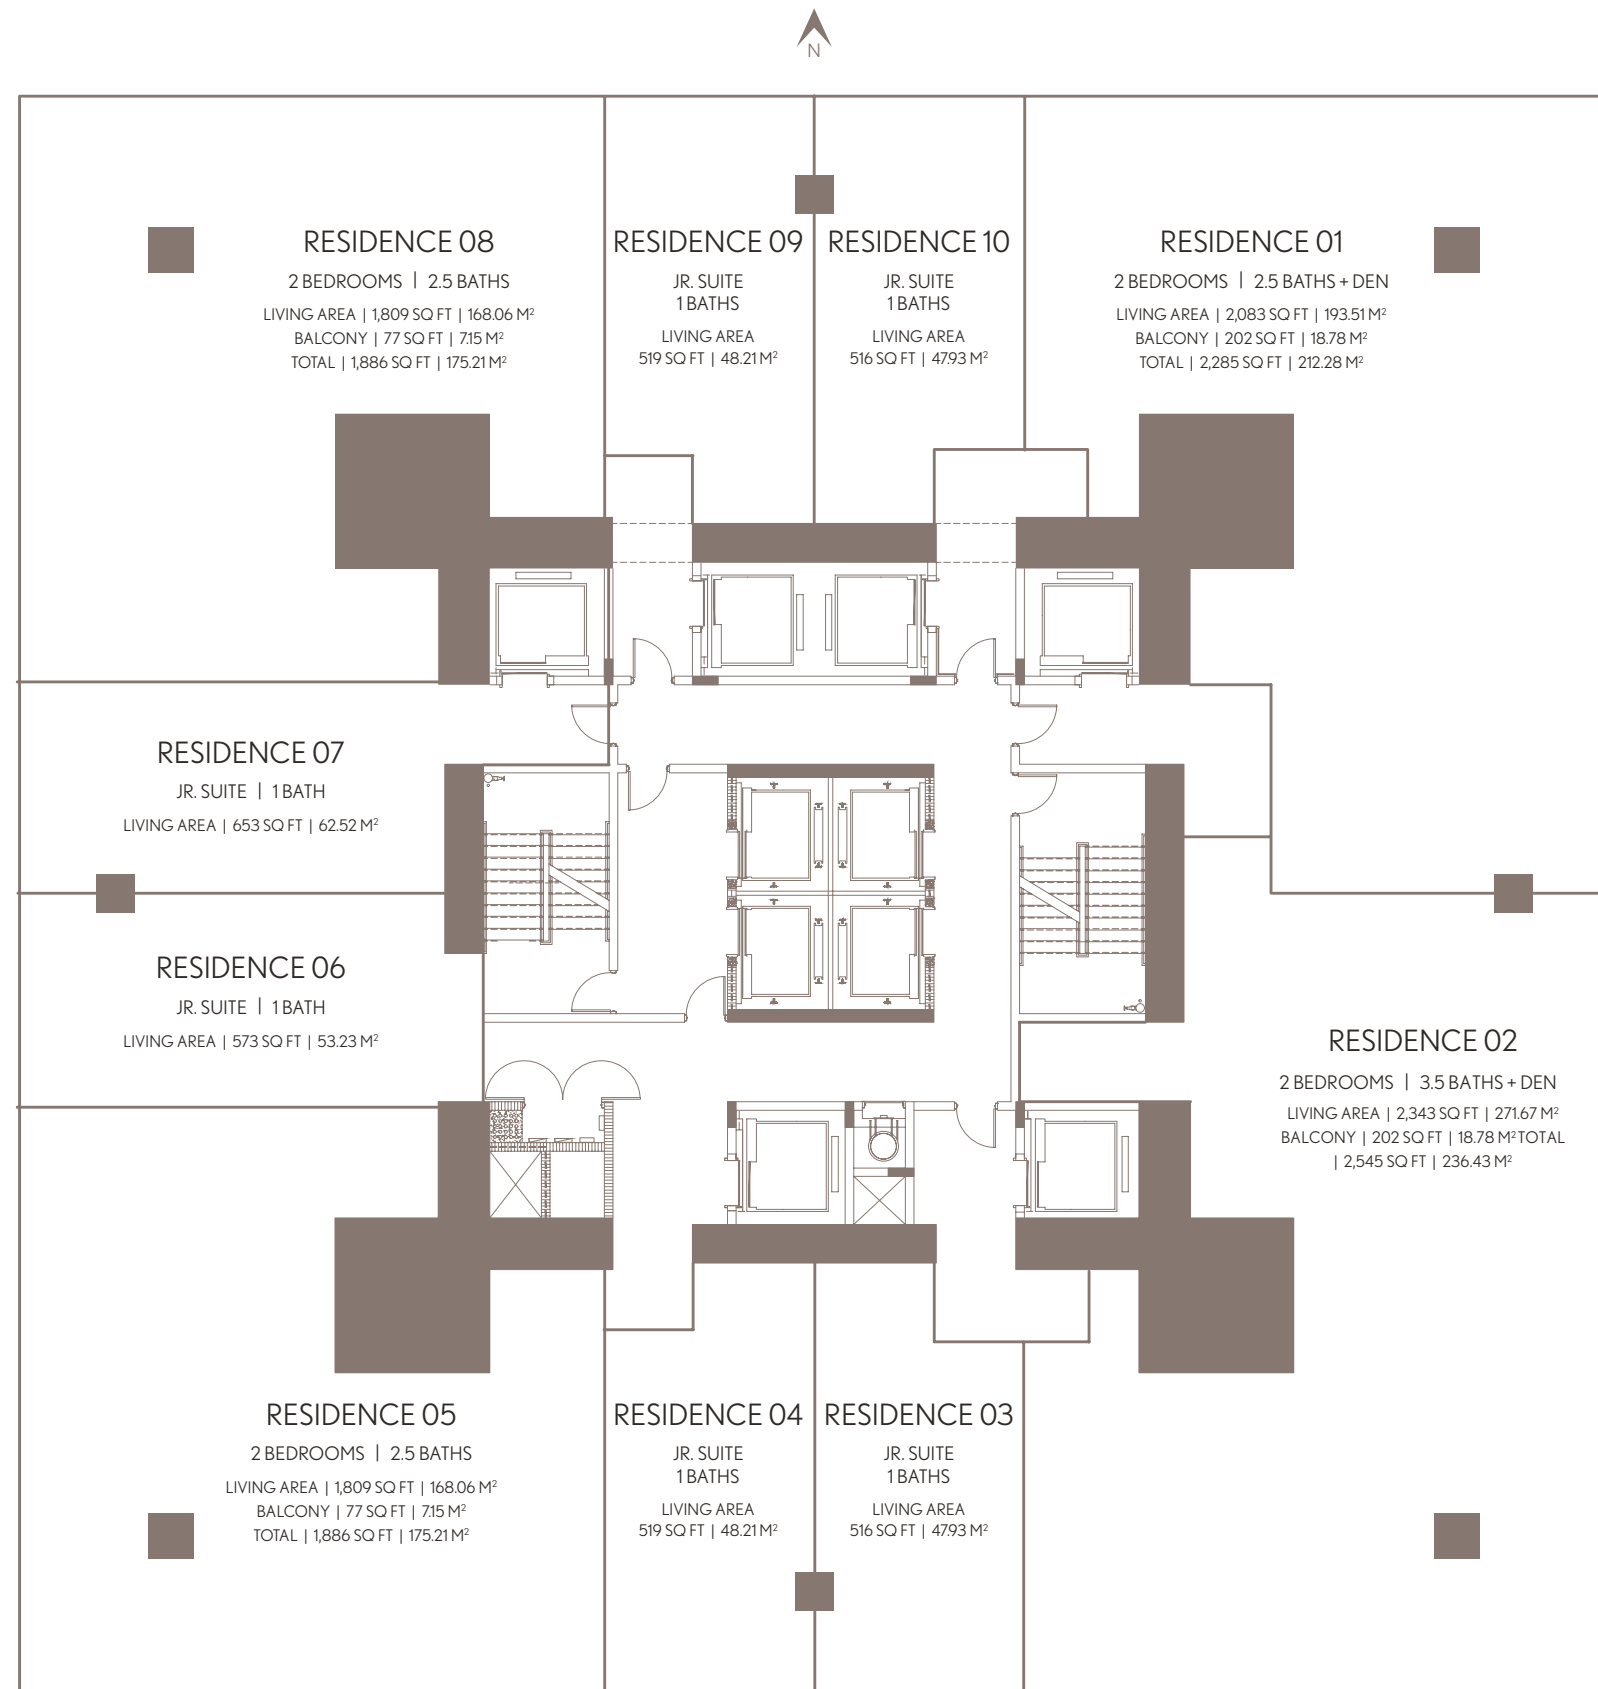 N
RESIDENCE 08
2 BEDROOMS | 2.5 BATHS
LIVING AREA | 1,809 SQ FT | 168.06 M²
BALCONY | 77 SQ FT | 7.15 M²
TOTAL | 1,886 SQ FT | 175.21 M²
RESIDENCE 09
JR. SUITE
1 BATHS
LIVING AREA
519 SQ FT | 48.21 M²
RESIDENCE 10
JR. SUITE
1 BATHS
LIVING AREA
516 SQ FT | 47.93 M²
RESIDENCE 01
2 BEDROOMS | 2.5 BATHS + DEN
LIVING AREA | 2,083 SQ FT | 193.51 M²
BALCONY | 202 SQ FT | 18.78 M²
TOTAL | 2,285 SQ FT | 212.28 M²
RESIDENCE 07
JR. SUITE | 1 BATH
LIVING AREA | 653 SQ FT | 62.52 M²
RESIDENCE 06
JR. SUITE | 1 BATH
LIVING AREA | 573 SQ FT | 53.23 M²
RESIDENCE 02
2 BEDROOMS | 3.5 BATHS + DEN
LIVING AREA | 2,343 SQ FT | 271.67 M²
BALCONY | 202 SQ FT | 18.78 M² TOTAL
| 2,545 SQ FT | 236.43 M²
RESIDENCE 05
2 BEDROOMS | 2.5 BATHS
LIVING AREA | 1,809 SQ FT | 168.06 M²
BALCONY | 77 SQ FT | 7.15 M²
TOTAL | 1,886 SQ FT | 175.21 M²
RESIDENCE 04
JR. SUITE
1 BATHS
LIVING AREA
519 SQ FT | 48.21 M²
RESIDENCE 03
JR. SUITE
1 BATHS
LIVING AREA
516 SQ FT | 47.93 M²